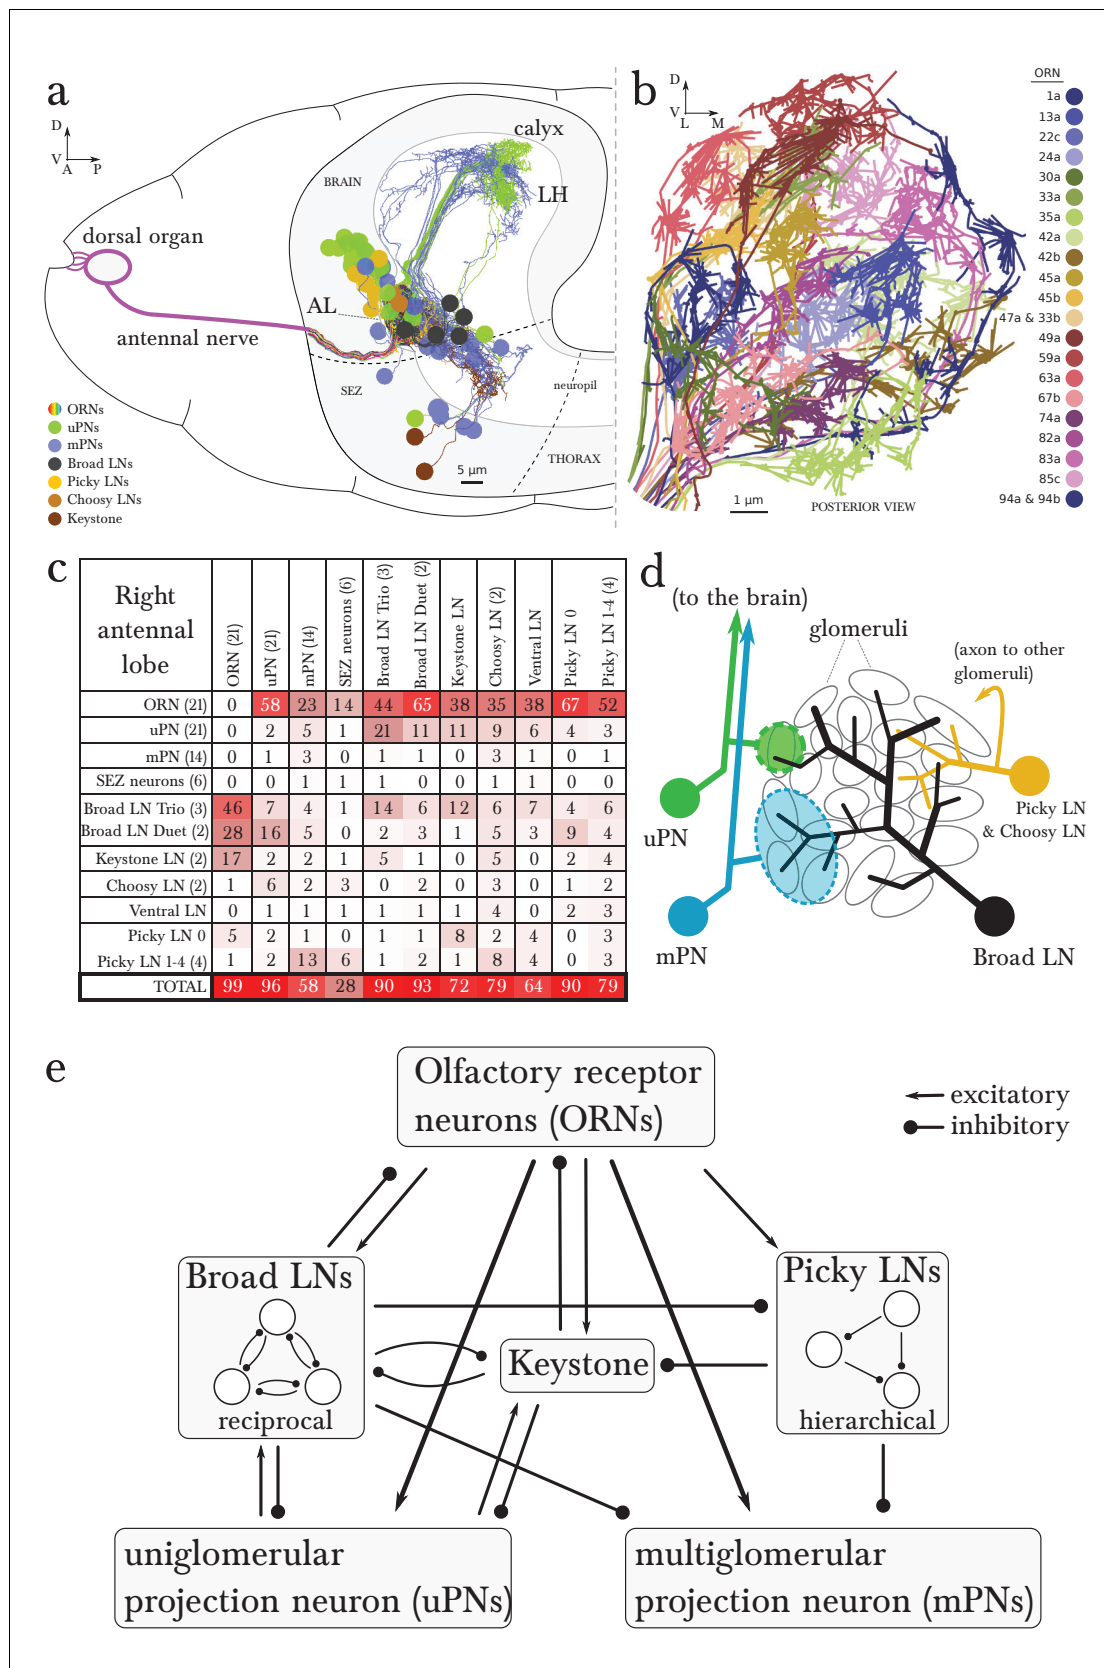 a
D
V
A
P
BRAIN
calyx
LH
dorsal organ
AL
antennal nerve
SEZ
neuropil
THORAX
5 µm
ORNs
uPNs
mPNs
Broad LNs
Picky LNs
Choosy LNs
Keystone
b
D
V
L
M
1 µm
POSTERIOR VIEW
ORN
1a
13a
22c
24a
30a
33a
35a
42a
42b
45a
45b
47a & 33b
49a
59a
63a
67b
74a
82a
83a
85c
94a & 94b
c
Right antennal lobe ORN (21) uPN (21) mPN (14) SEZ neurons (6) Broad LN Trio (3) Broad LN Duet (2) Keystone LN Choosy LN (2) Ventral LN Picky LN 0 Picky LN 1-4 (4)
ORN (21) 0 58 23 14 44 65 38 35 38 67 52
uPN (21) 0 2 5 1 21 11 11 9 6 4 3
mPN (14) 0 1 3 0 1 1 0 3 1 0 1
SEZ neurons (6) 0 0 1 1 1 0 0 1 1 0 0
Broad LN Trio (3) 46 7 4 1 14 6 12 6 7 4 6
Broad LN Duet (2) 28 16 5 0 2 3 1 5 3 9 4
Keystone LN (2) 17 2 2 1 5 1 0 5 0 2 4
Choosy LN (2) 1 6 2 3 0 2 0 3 0 1 2
Ventral LN 0 1 1 1 1 1 1 4 0 2 3
Picky LN 0 5 2 1 0 1 1 8 2 4 0 3
Picky LN 1-4 (4) 1 2 13 6 1 2 1 8 4 0 3
TOTAL 99 96 58 28 90 93 72 79 64 90 79
d
(to the brain)
glomeruli
(axon to other
glomeruli)
uPN
mPN
Picky LN
& Choosy LN
Broad LN
e
Olfactory receptor
neurons (ORNs)
excitatory
inhibitory
Broad LNs
reciprocal
Keystone
Picky LNs
hierarchical
uniglomerular
projection neuron (uPNs)
multiglomerular
projection neuron (mPNs)